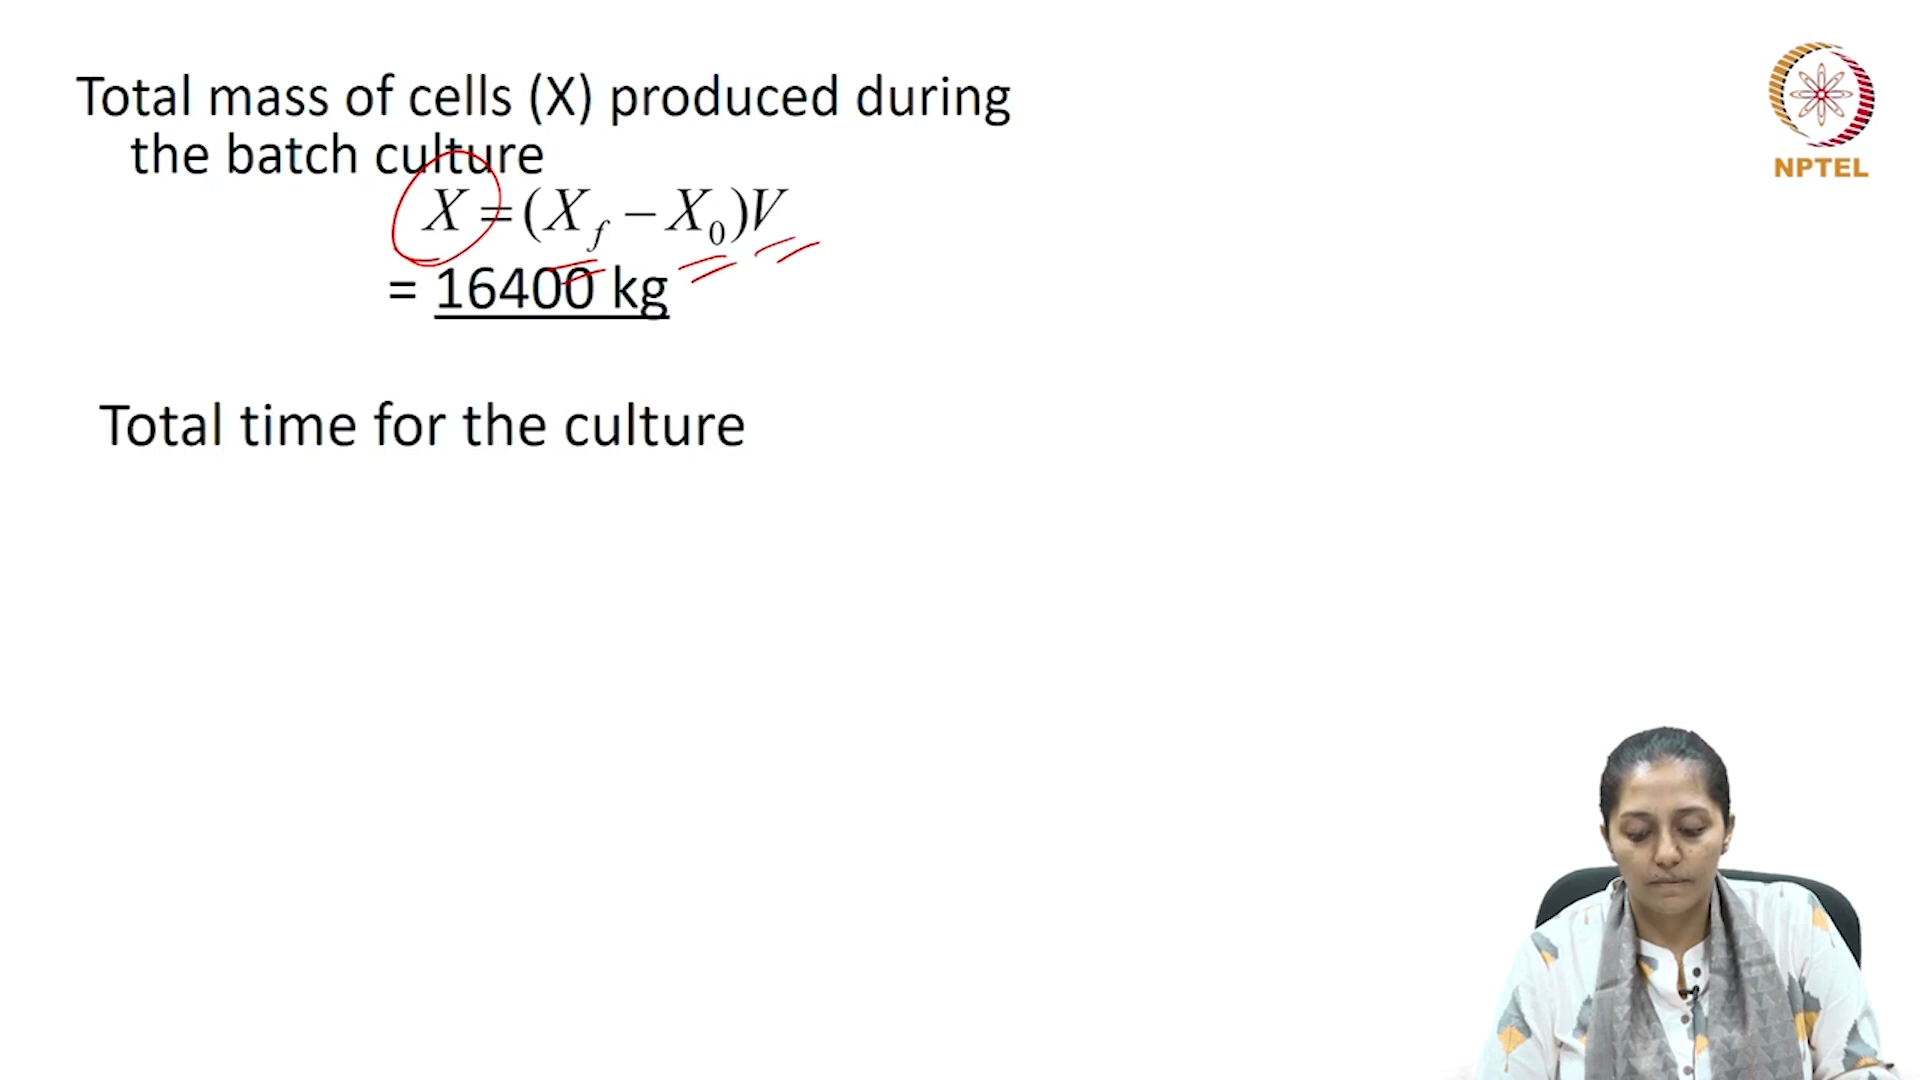 Total mass of cells (X) produced during
the batch culture
X = (X_f − X_0)V
= 16400 kg
Total time for the culture
NPTEL